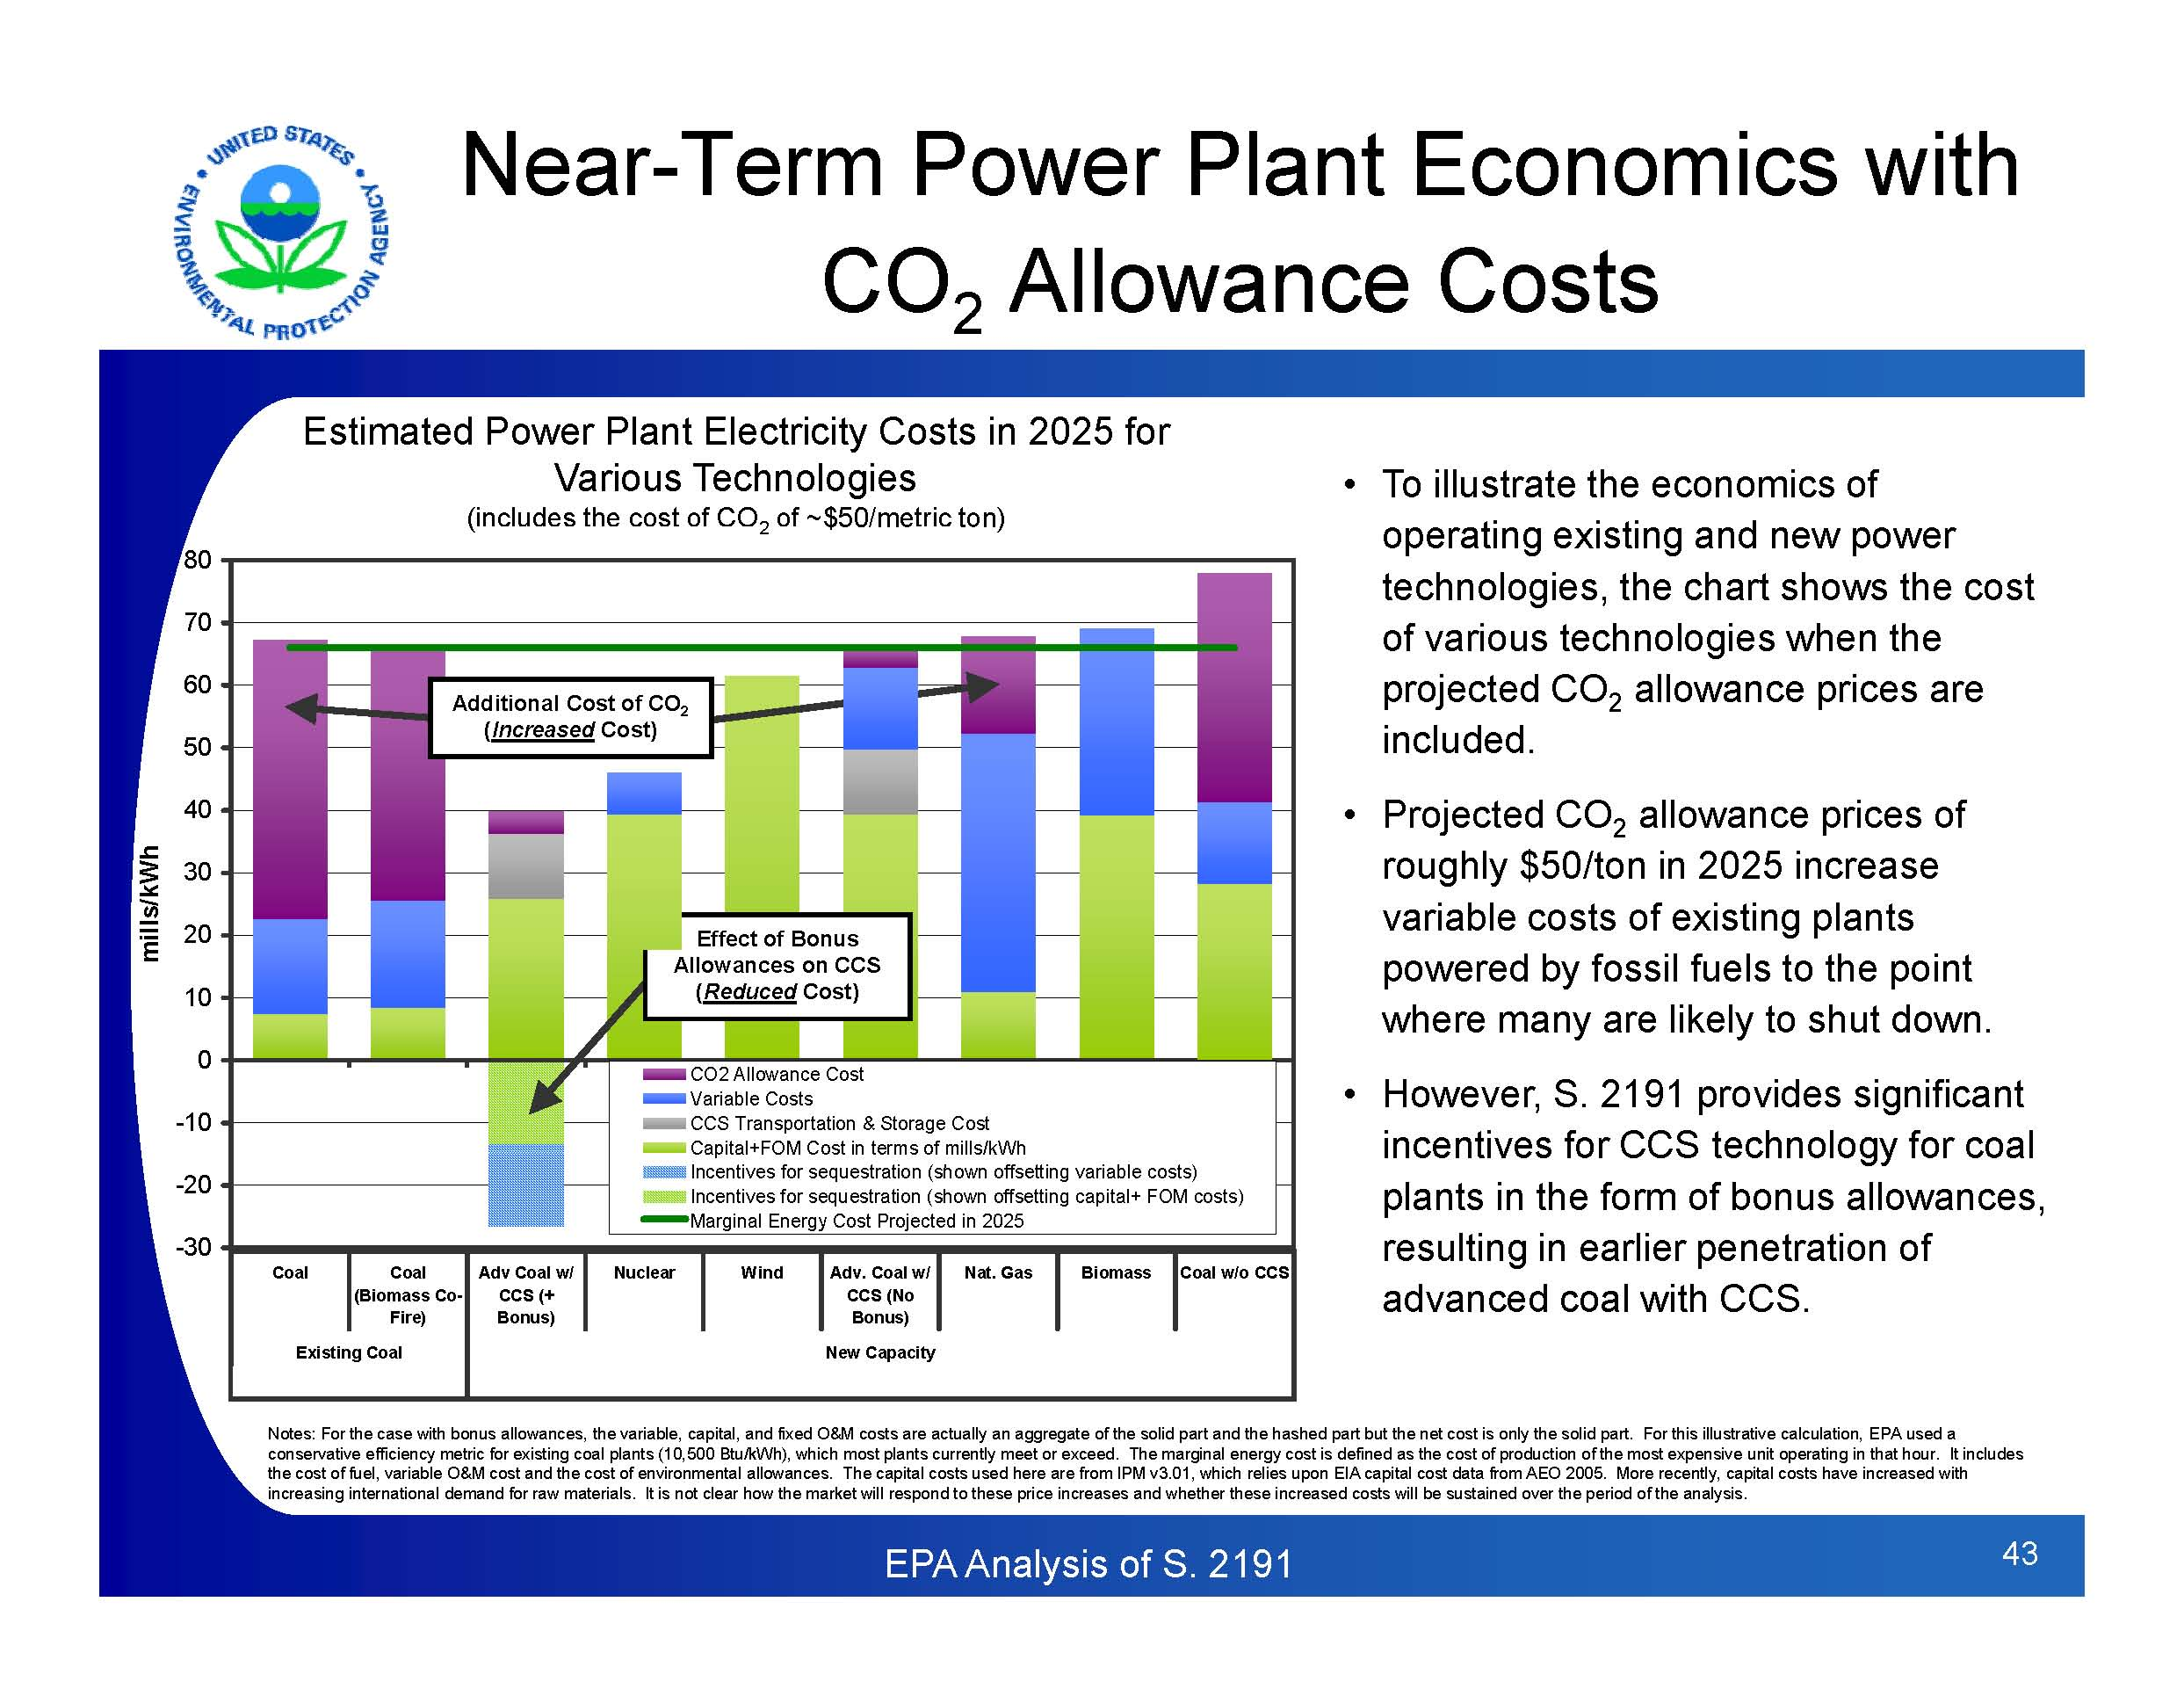 UNITED STATES
ENVIRONMENTAL PROTECTION AGENCY
Near-Term Power Plant Economics with
CO2 Allowance Costs
Estimated Power Plant Electricity Costs in 2025 for
Various Technologies
(includes the cost of CO2 of ~$50/metric ton)
80
70
60
50
40
30
20
10
0
-10
-20
-30
mills/kWh
Additional Cost of CO2
(Increased Cost)
Effect of Bonus
Allowances on CCS
(Reduced Cost)
CO2 Allowance Cost
Variable Costs
CCS Transportation & Storage Cost
Capital+FOM Cost in terms of mills/kWh
Incentives for sequestration (shown offsetting variable costs)
Incentives for sequestration (shown offsetting capital+ FOM costs)
Marginal Energy Cost Projected in 2025
Coal
Coal
(Biomass Co-
Fire)
Adv Coal w/
CCS (+
Bonus)
Nuclear
Wind
Adv. Coal w/
CCS (No
Bonus)
Nat. Gas
Biomass
Coal w/o CCS
Existing Coal
New Capacity
• To illustrate the economics of
operating existing and new power
technologies, the chart shows the cost
of various technologies when the
projected CO2 allowance prices are
included.
• Projected CO2 allowance prices of
roughly $50/ton in 2025 increase
variable costs of existing plants
powered by fossil fuels to the point
where many are likely to shut down.
• However, S. 2191 provides significant
incentives for CCS technology for coal
plants in the form of bonus allowances,
resulting in earlier penetration of
advanced coal with CCS.
Notes: For the case with bonus allowances, the variable, capital, and fixed O&M costs are actually an aggregate of the solid part and the hashed part but the net cost is only the solid part. For this illustrative calculation, EPA used a
conservative efficiency metric for existing coal plants (10,500 Btu/kWh), which most plants currently meet or exceed. The marginal energy cost is defined as the cost of production of the most expensive unit operating in that hour. It includes
the cost of fuel, variable O&M cost and the cost of environmental allowances. The capital costs used here are from IPM v3.01, which relies upon EIA capital cost data from AEO 2005. More recently, capital costs have increased with
increasing international demand for raw materials. It is not clear how the market will respond to these price increases and whether these increased costs will be sustained over the period of the analysis.
EPA Analysis of S. 2191
43